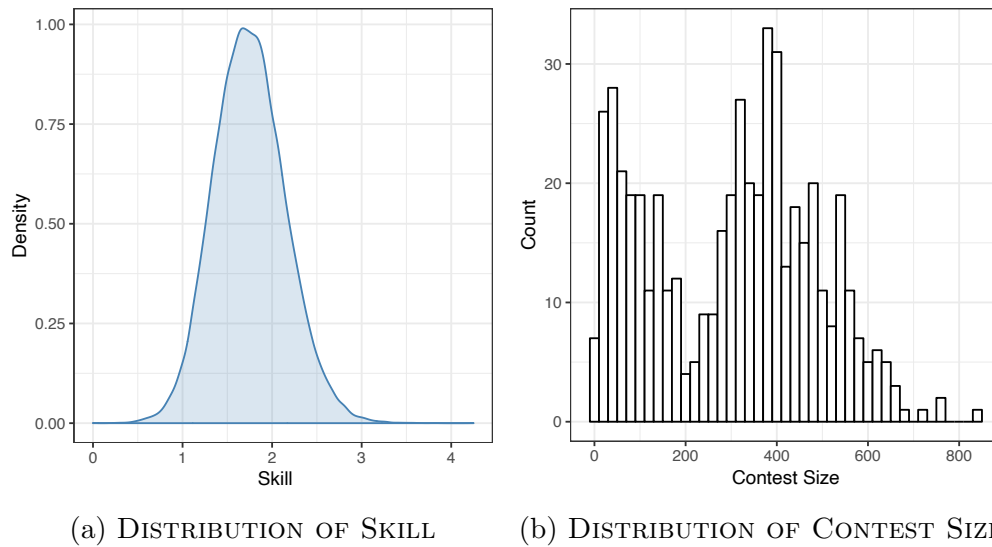 1.00
0.75
0.50
0.25
0.00
Density
0 1 2 3 4
Skill
30
20
10
0
Count
0 200 400 600 800
Contest Size
(a) DISTRIBUTION OF SKILL
(b) DISTRIBUTION OF CONTEST SIZE